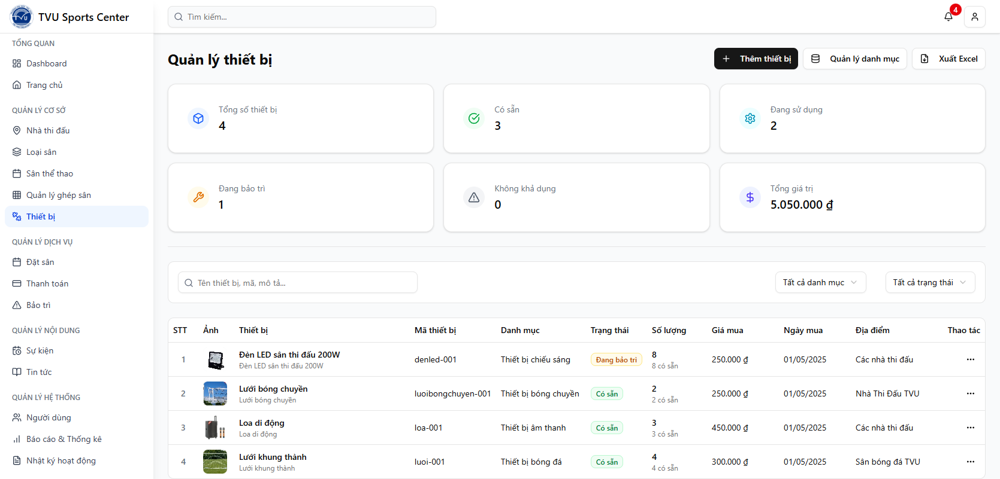 TVU Sports Center
Tìm kiếm...
4
TỔNG QUAN
Dashboard
Trang chủ
QUẢN LÝ CƠ SỞ
Nhà thi đấu
Loại sân
Sân thể thao
Quản lý ghép sân
Thiết bị
QUẢN LÝ DỊCH VỤ
Đặt sân
Thanh toán
Bảo trì
QUẢN LÝ NỘI DUNG
Sự kiện
Tin tức
QUẢN LÝ HỆ THỐNG
Người dùng
Báo cáo & Thống kê
Nhật ký hoạt động
Quản lý thiết bị
Thêm thiết bị
Quản lý danh mục
Xuất Excel
Tổng số thiết bị
4
Có sẵn
3
Đang sử dụng
2
Đang bảo trì
1
Không khả dụng
0
Tổng giá trị
5.050.000 ₫
Tên thiết bị, mã, mô tả...
Tất cả danh mục
Tất cả trạng thái
STT Ảnh Thiết bị Mã thiết bị Danh mục Trạng thái Số lượng Giá mua Ngày mua Địa điểm Thao tác
1 Đèn LED sân thi đấu 200W denled-001 Thiết bị chiếu sáng Đang bảo trì 8 250.000 ₫ 01/05/2025 Các nhà thi đấu
Đèn LED sân thi đấu 200W 8 có sẵn
2 Lưới bóng chuyền luoibongchuyen-001 Thiết bị bóng chuyền Có sẵn 2 250.000 ₫ 01/05/2025 Nhà Thi Đấu TVU
Lưới bóng chuyền 2 có sẵn
3 Loa di động loa-001 Thiết bị âm thanh Có sẵn 3 450.000 ₫ 01/05/2025 Các nhà thi đấu
Loa di động 3 có sẵn
4 Lưới khung thành luoi-001 Thiết bị bóng đá Có sẵn 4 300.000 ₫ 01/05/2025 Sân bóng đá TVU
Lưới khung thành 4 có sẵn